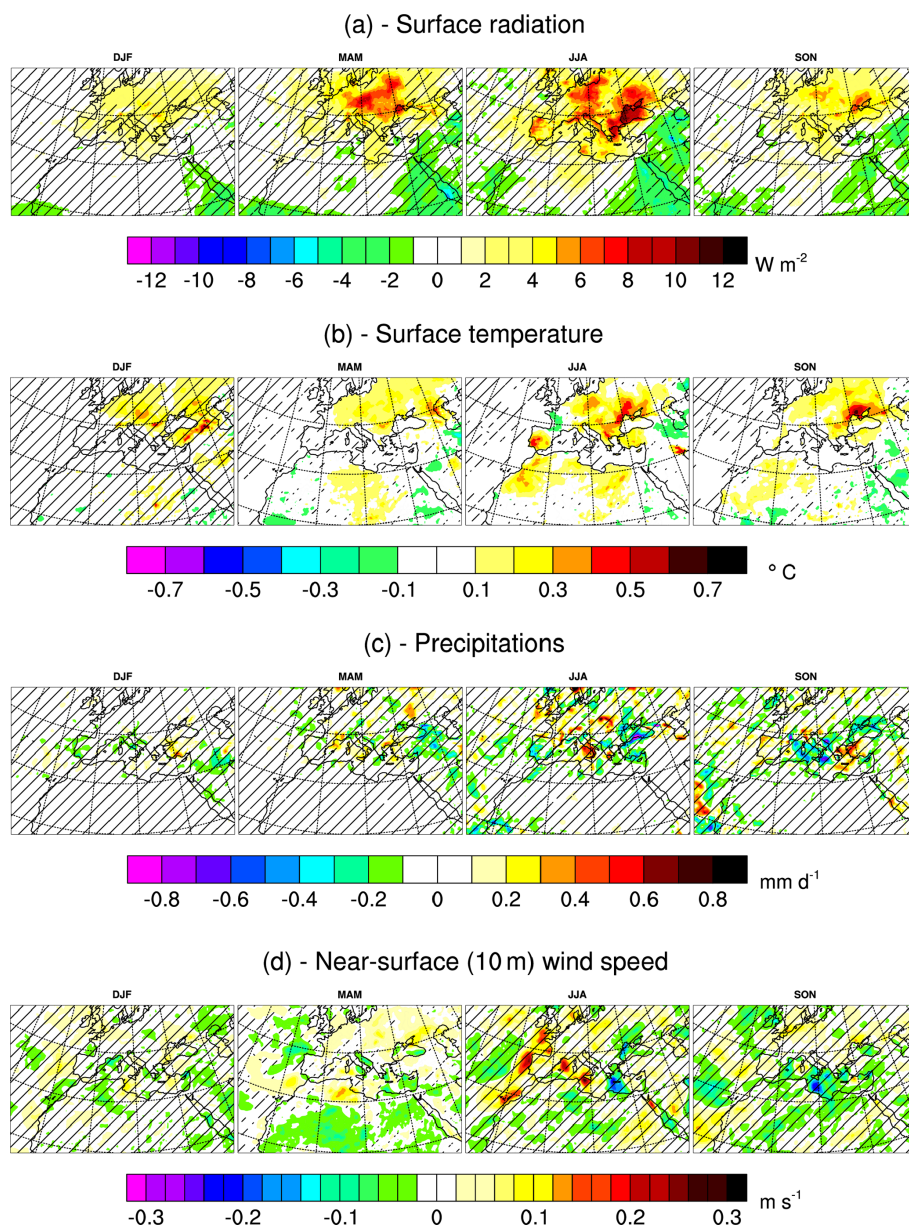 (a) - Surface radiation
DJF MAM JJA SON
-12 -10 -8 -6 -4 -2 0 2 4 6 8 10 12 W m-2
(b) - Surface temperature
DJF MAM JJA SON
-0.7 -0.5 -0.3 -0.1 0.1 0.3 0.5 0.7 ° C
(c) - Precipitations
DJF MAM JJA SON
-0.8 -0.6 -0.4 -0.2 0 0.2 0.4 0.6 0.8 mm d-1
(d) - Near-surface (10 m) wind speed
DJF MAM JJA SON
-0.3 -0.2 -0.1 0 0.1 0.2 0.3 m s-1